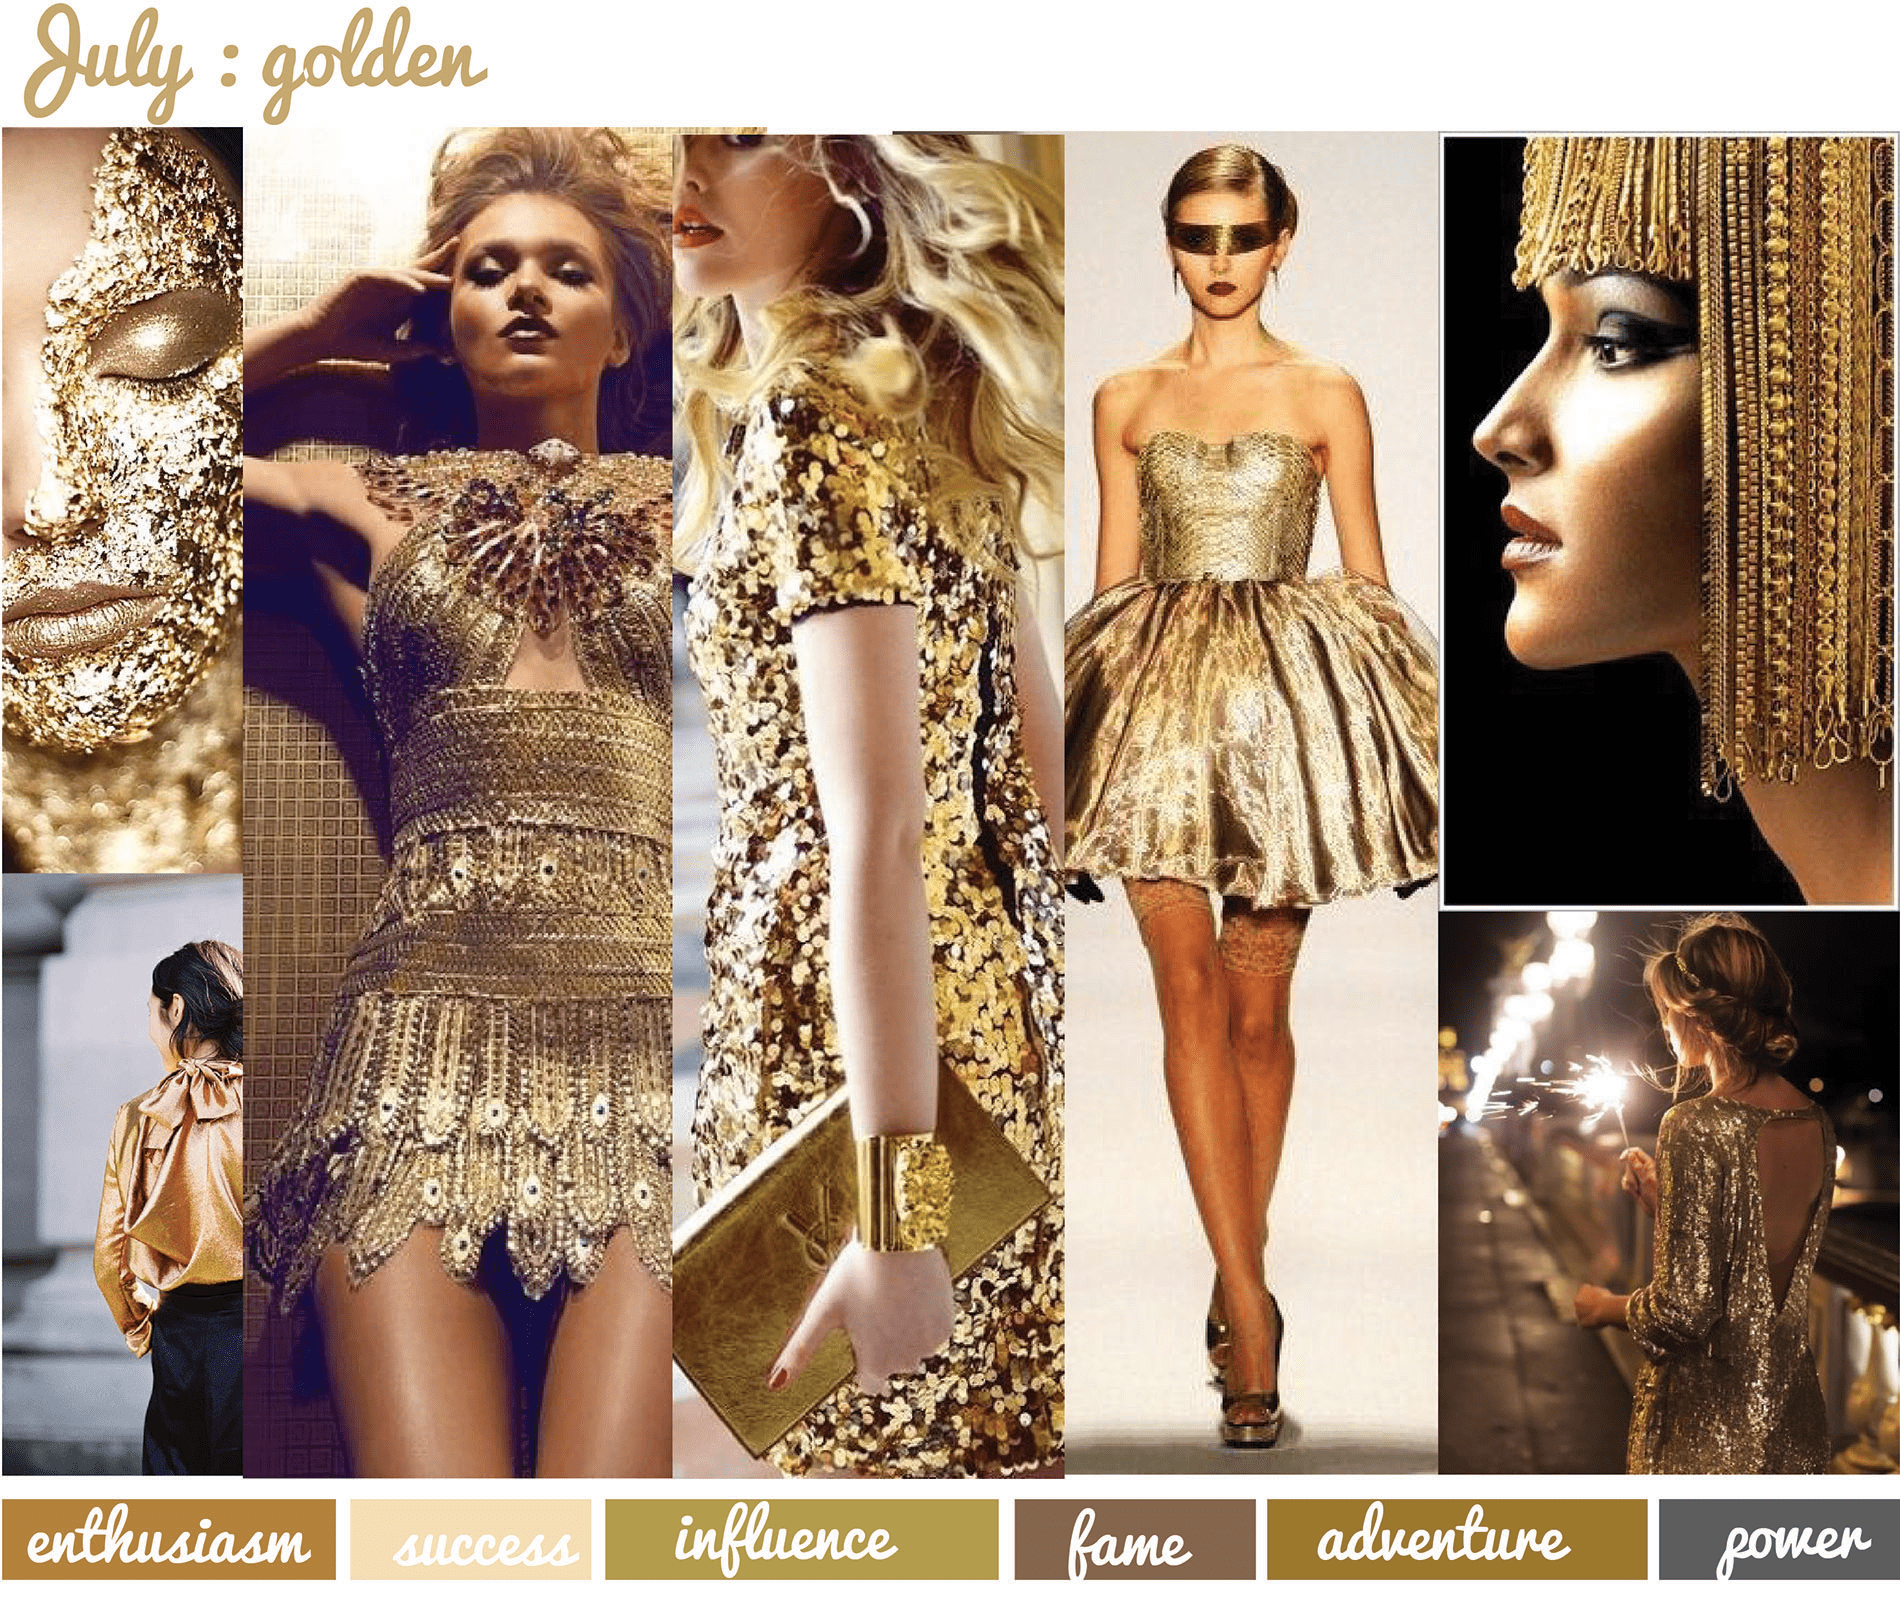 July : golden
enthusiasm
success
influence
fame
adventure
power